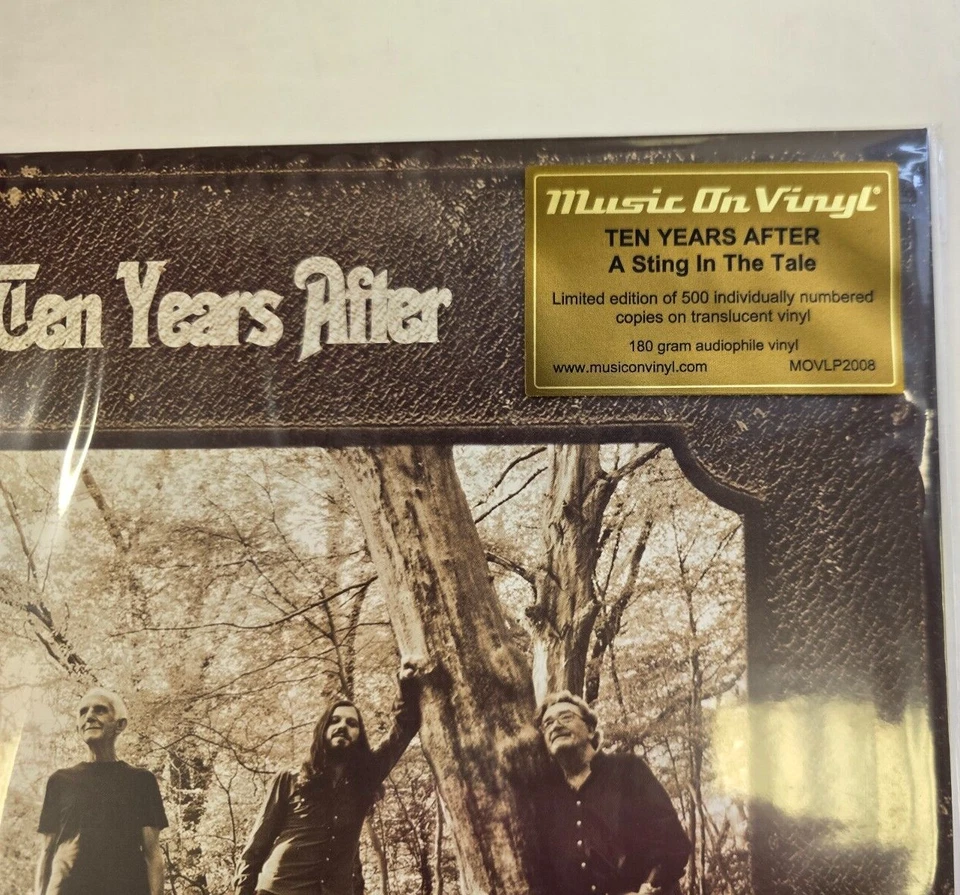 Music On Vinyl®
TEN YEARS AFTER
A Sting In The Tale
Limited edition of 500 individually numbered
copies on translucent vinyl
180 gram audiophile vinyl
www.musiconvinyl.com MOVLP2008
Ten Years After